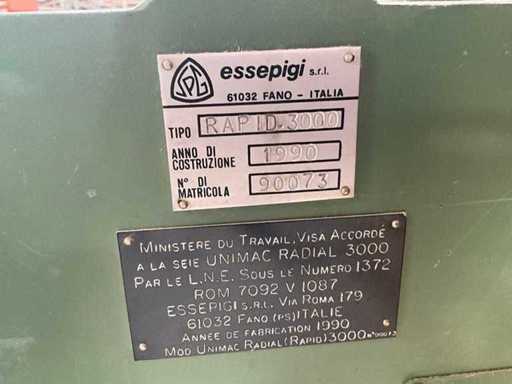 SPG essepigi s.r.l.
61032 FANO - ITALIA
TIPO RAPID.3000
ANNO DI
COSTRUZIONE 1990
N° DI
MATRICOLA 90073
MINISTERE DU TRAVAIL, VISA ACCORDÉ
A LA SEIE UNIMAC RADIAL 3000
PAR LE L.N.E. SOUS LE NUMERO 1372
ROM 7092 V 1087
ESSEPIGI S.R.L. VIA ROMA 179
61032 FANO (PS) ITALIE
ANNEE DE FABRICATION 1990
MOD UNIMAC RADIAL (RAPID) 3000 N°90073